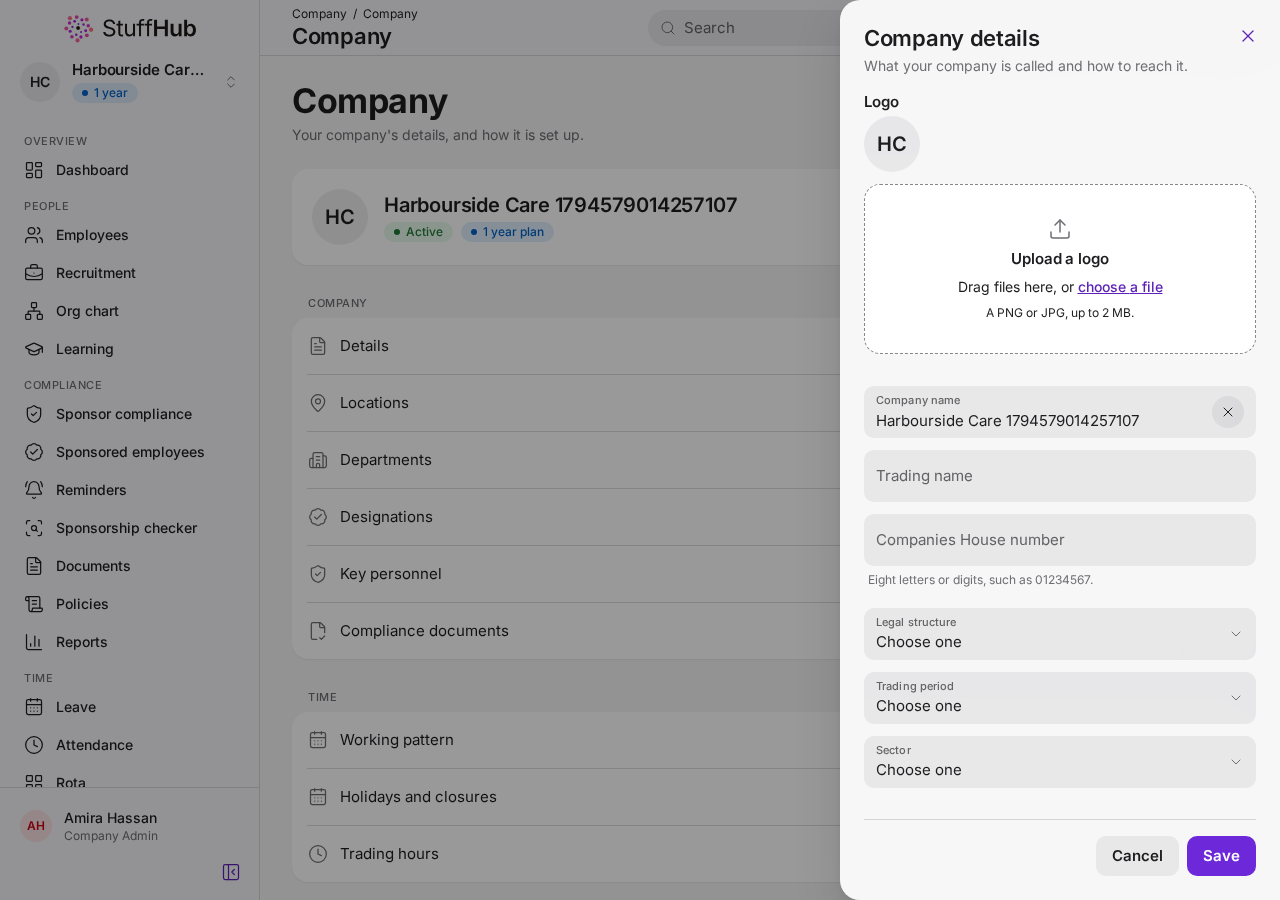 StuffHub
HC
Harbourside Car...
1 year
OVERVIEW
Dashboard
PEOPLE
Employees
Recruitment
Org chart
Learning
COMPLIANCE
Sponsor compliance
Sponsored employees
Reminders
Sponsorship checker
Documents
Policies
Reports
TIME
Leave
Attendance
Rota
AH
Amira Hassan
Company Admin
Company / Company
Company
Search
Company
Your company's details, and how it is set up.
HC
Harbourside Care 1794579014257107
Active
1 year plan
COMPANY
Details
Locations
Departments
Designations
Key personnel
Compliance documents
TIME
Working pattern
Holidays and closures
Trading hours
Company details
What your company is called and how to reach it.
Logo
HC
Upload a logo
Drag files here, or choose a file
A PNG or JPG, up to 2 MB.
Company name
Harbourside Care 1794579014257107
Trading name
Companies House number
Eight letters or digits, such as 01234567.
Legal structure
Choose one
Trading period
Choose one
Sector
Choose one
Cancel
Save